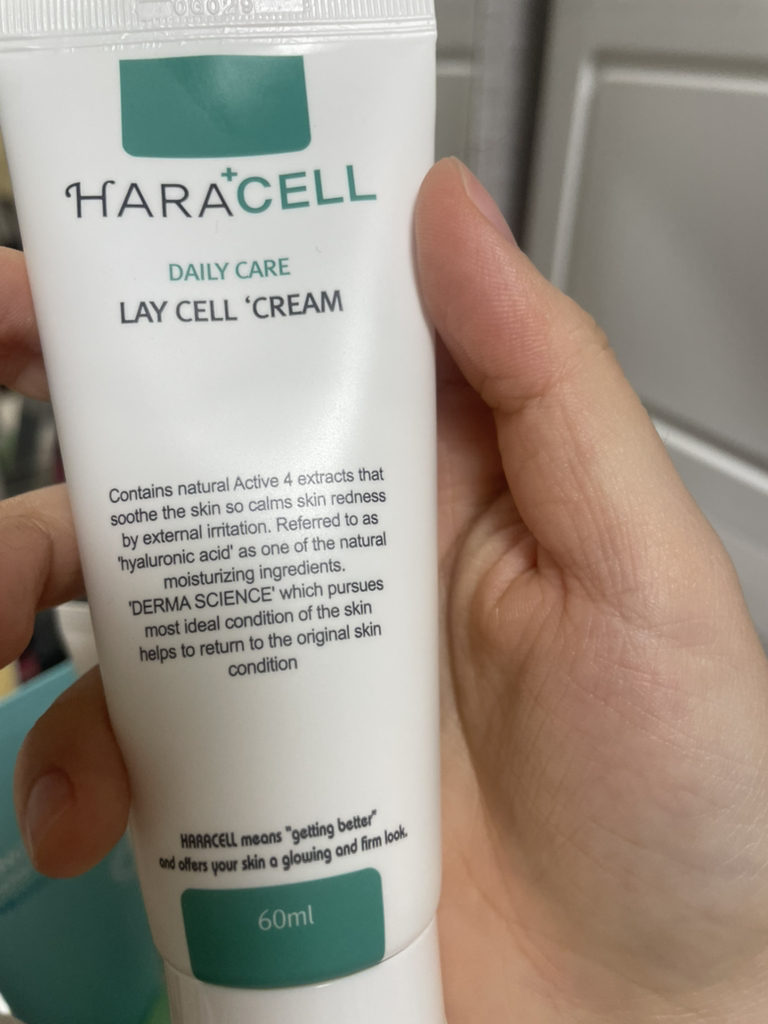 HARA+CELL
DAILY CARE
LAY CELL ‘CREAM
Contains natural Active 4 extracts that
soothe the skin so calms skin redness
by external irritation. Referred to as
'hyaluronic acid' as one of the natural
moisturizing ingredients.
'DERMA SCIENCE' which pursues
most ideal condition of the skin
helps to return to the original skin
condition
HARACELL means "getting better"
and offers your skin a glowing and firm look.
60ml